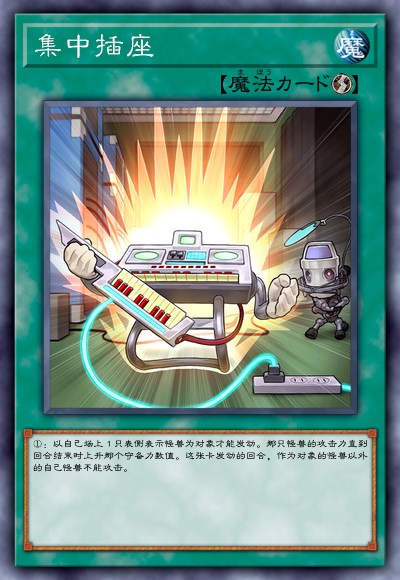 集中插座
魔
まほう
【魔法カード】
①：以自己场上１只表侧表示怪兽为对象才能发动。那只怪兽的攻击力直到
回合结束时上升那个守备力数值。这张卡发动的回合，作为对象的怪兽以外
的自己怪兽不能攻击。